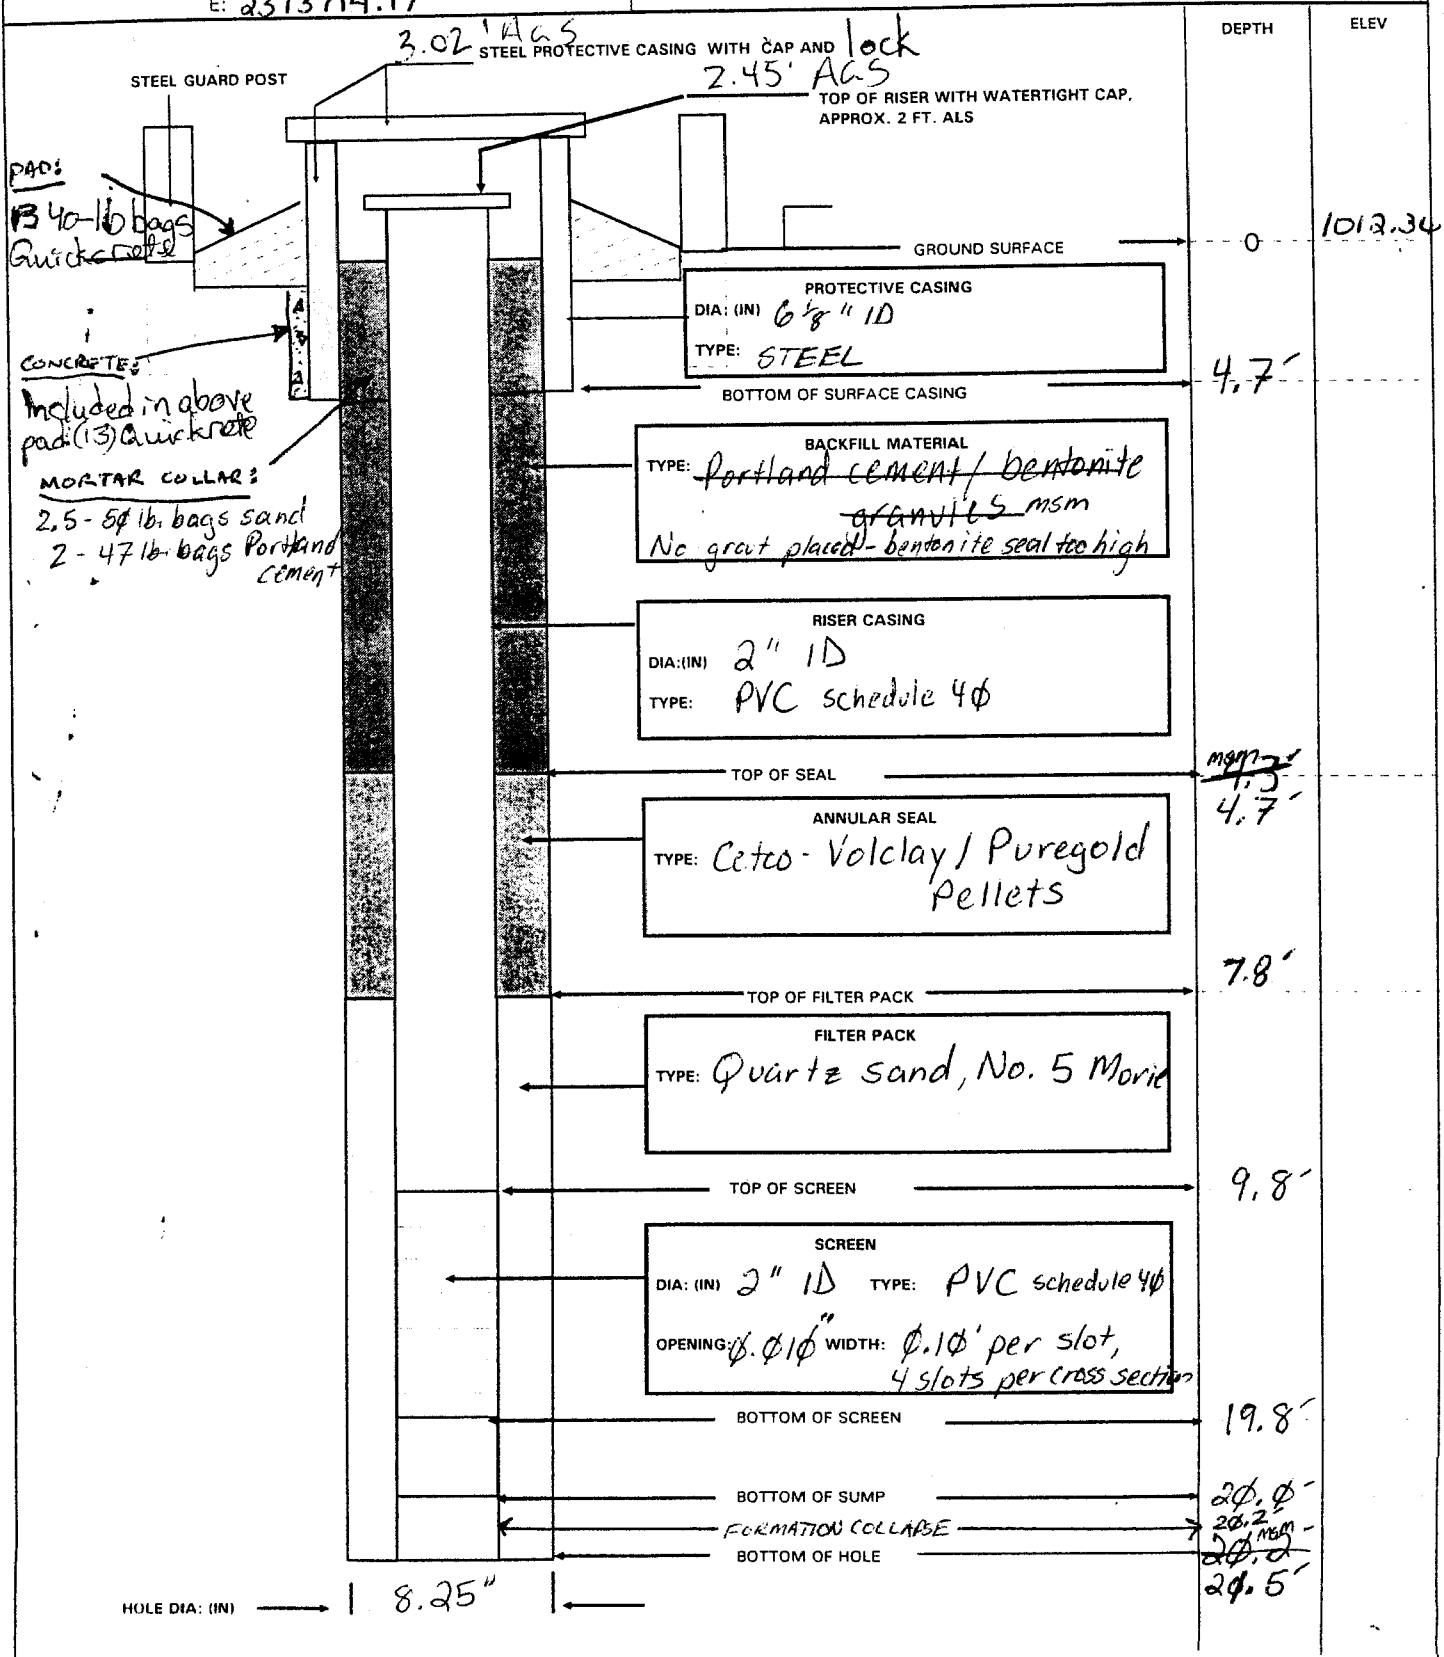 E: 2313714.17
DEPTH
ELEV
3.02' AGS
STEEL PROTECTIVE CASING WITH CAP AND lock
STEEL GUARD POST
2.45' AGS
TOP OF RISER WITH WATERTIGHT CAP,
APPROX. 2 FT. ALS
PAD:
13 40-lb bags
Quickcrete
GROUND SURFACE
0
1012.34
PROTECTIVE CASING
DIA: (IN) 6 1/8" ID
TYPE: STEEL
CONCRETE:
Included in above
pad (13) Quickrete
BOTTOM OF SURFACE CASING
4.7'
MORTAR COLLAR:
2.5 - 50 lb. bags sand
2 - 47 lb. bags Portland
cement
BACKFILL MATERIAL
TYPE: Portland cement / bentonite
granules msm
No grout placed - bentonite seal too high
RISER CASING
DIA:(IN) 2" ID
TYPE: PVC schedule 40
TOP OF SEAL
msm
4.7'
ANNULAR SEAL
TYPE: Cetco - Volclay / Puregold
Pellets
TOP OF FILTER PACK
7.8'
FILTER PACK
TYPE: Quartz sand, No. 5 Morie
TOP OF SCREEN
9.8'
SCREEN
DIA: (IN) 2" ID TYPE: PVC schedule 40
OPENING: 0.010" WIDTH: 0.10' per slot,
4 slots per cross section
BOTTOM OF SCREEN
19.8'
BOTTOM OF SUMP
20.0'
FORMATION COLLAPSE
20.2'
BOTTOM OF HOLE
20.2 msm
20.5'
HOLE DIA: (IN)
8.25"